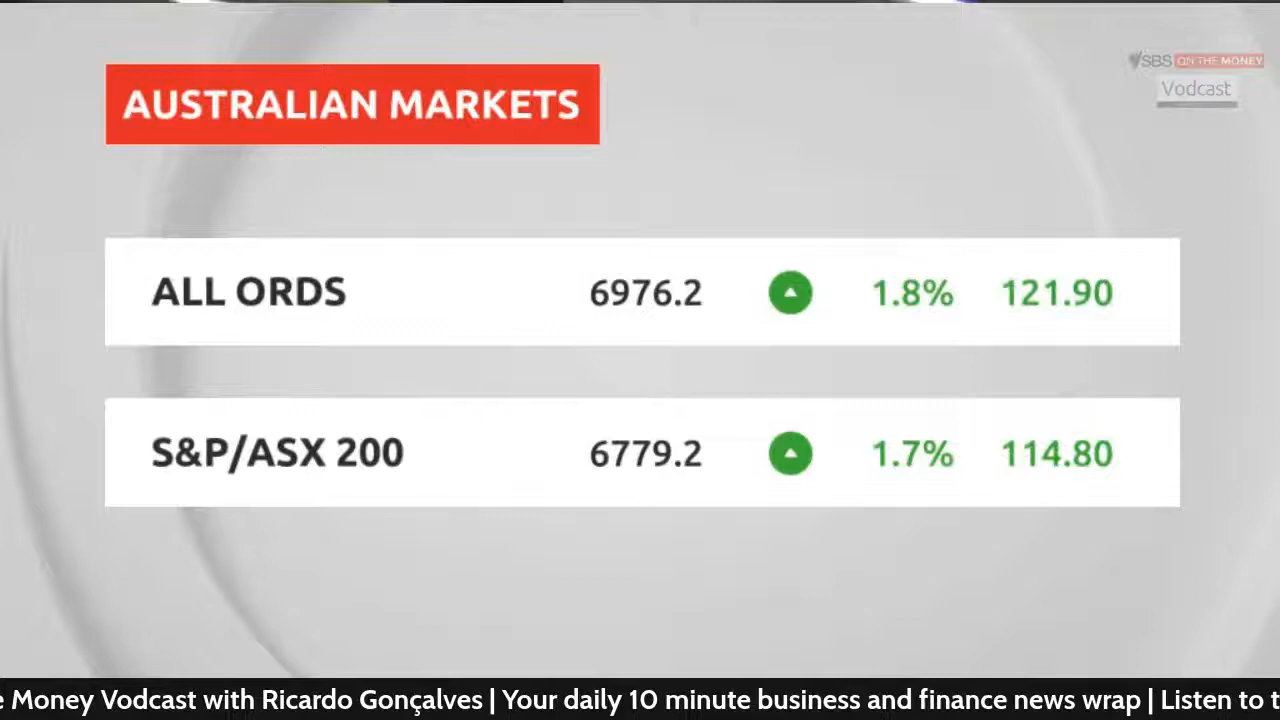 SBS ON THE MONEY
Vodcast
AUSTRALIAN MARKETS
ALL ORDS 6976.2 1.8% 121.90
S&P/ASX 200 6779.2 1.7% 114.80
e Money Vodcast with Ricardo Gonçalves | Your daily 10 minute business and finance news wrap | Listen to t